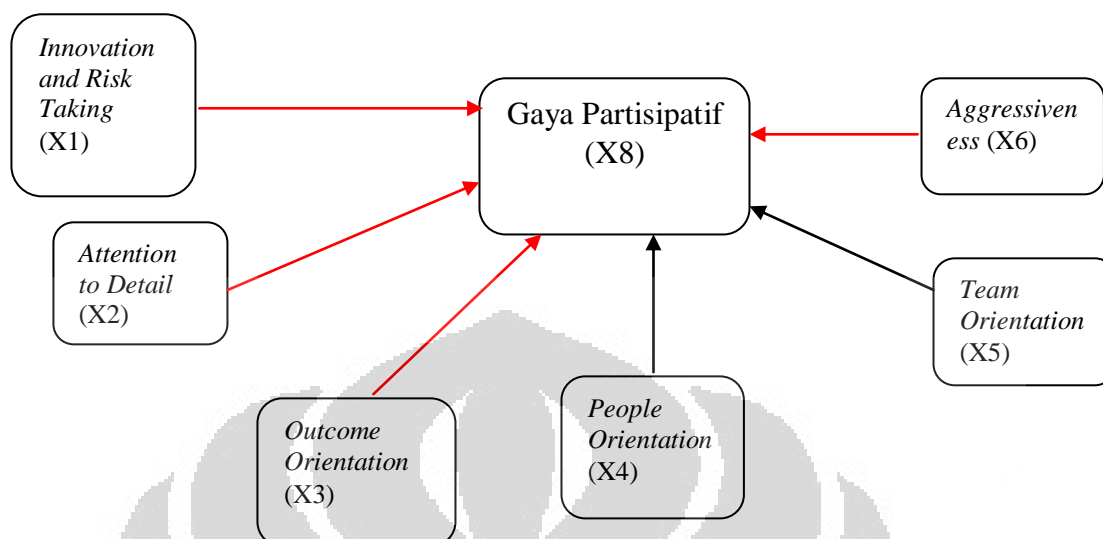 Innovation
and Risk
Taking
(X1)
Gaya Partisipatif
(X8)
Aggressiven
ess (X6)
Attention
to Detail
(X2)
Team
Orientation
(X5)
Outcome
Orientation
(X3)
People
Orientation
(X4)